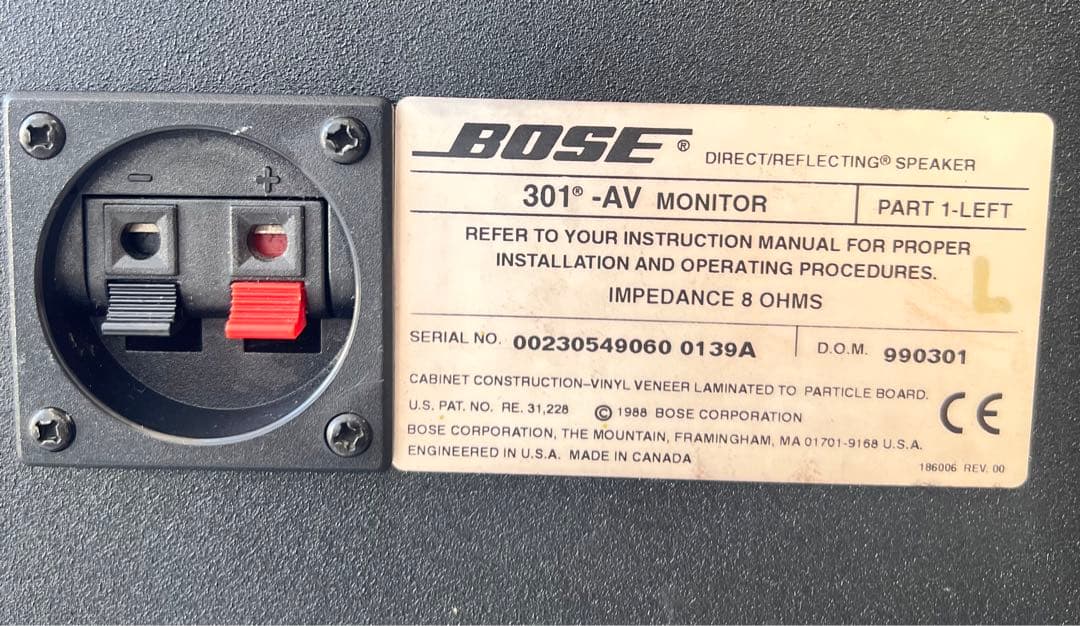 - +
BOSE® DIRECT/REFLECTING® SPEAKER
301® -AV MONITOR PART 1-LEFT
REFER TO YOUR INSTRUCTION MANUAL FOR PROPER
INSTALLATION AND OPERATING PROCEDURES.
IMPEDANCE 8 OHMS
L
SERIAL NO. 00230549060 0139A D.O.M. 990301
CABINET CONSTRUCTION–VINYL VENEER LAMINATED TO PARTICLE BOARD.
U.S. PAT. NO. RE. 31,228 © 1988 BOSE CORPORATION
BOSE CORPORATION, THE MOUNTAIN, FRAMINGHAM, MA 01701-9168 U.S.A.
ENGINEERED IN U.S.A. MADE IN CANADA
CE
186006 REV. 00